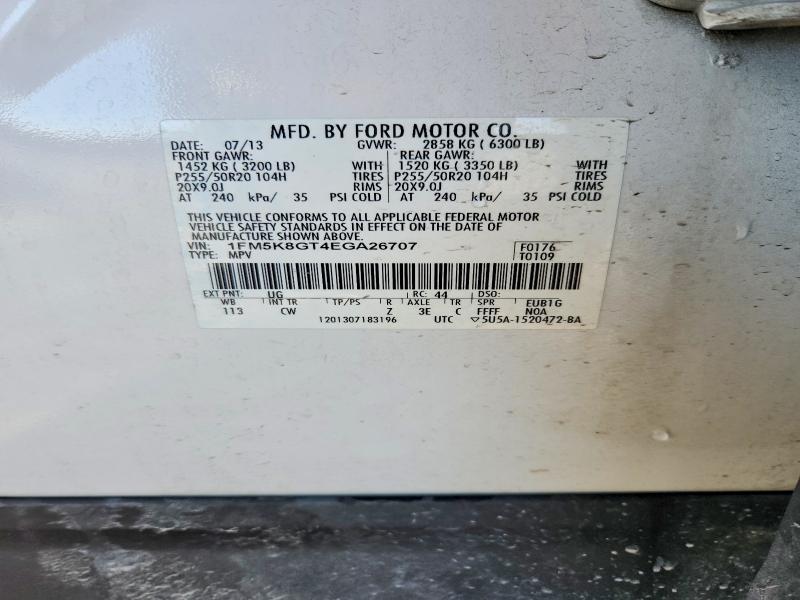 MFD. BY FORD MOTOR CO.
DATE: 07/13 GVWR: 2858 KG ( 6300 LB)
FRONT GAWR: REAR GAWR:
1452 KG ( 3200 LB) WITH 1520 KG ( 3350 LB) WITH
P255/50R20 104H TIRES P255/50R20 104H TIRES
20X9.0J RIMS 20X9.0J RIMS
AT 240 kPa/ 35 PSI COLD AT 240 kPa/ 35 PSI COLD
THIS VEHICLE CONFORMS TO ALL APPLICABLE FEDERAL MOTOR
VEHICLE SAFETY STANDARDS IN EFFECT ON THE DATE OF
MANUFACTURE SHOWN ABOVE.
VIN: 1FM5K8GT4EGA26707 F0176
TYPE: MPV T0109
EXT PNT: UG RC: 44 DSO:
WB INT TR TP/PS R AXLE TR SPR EUB1G
113 CW Z 3E C FFFF N0A
1201307183196 UTC ▽5U5A-1520472-BA